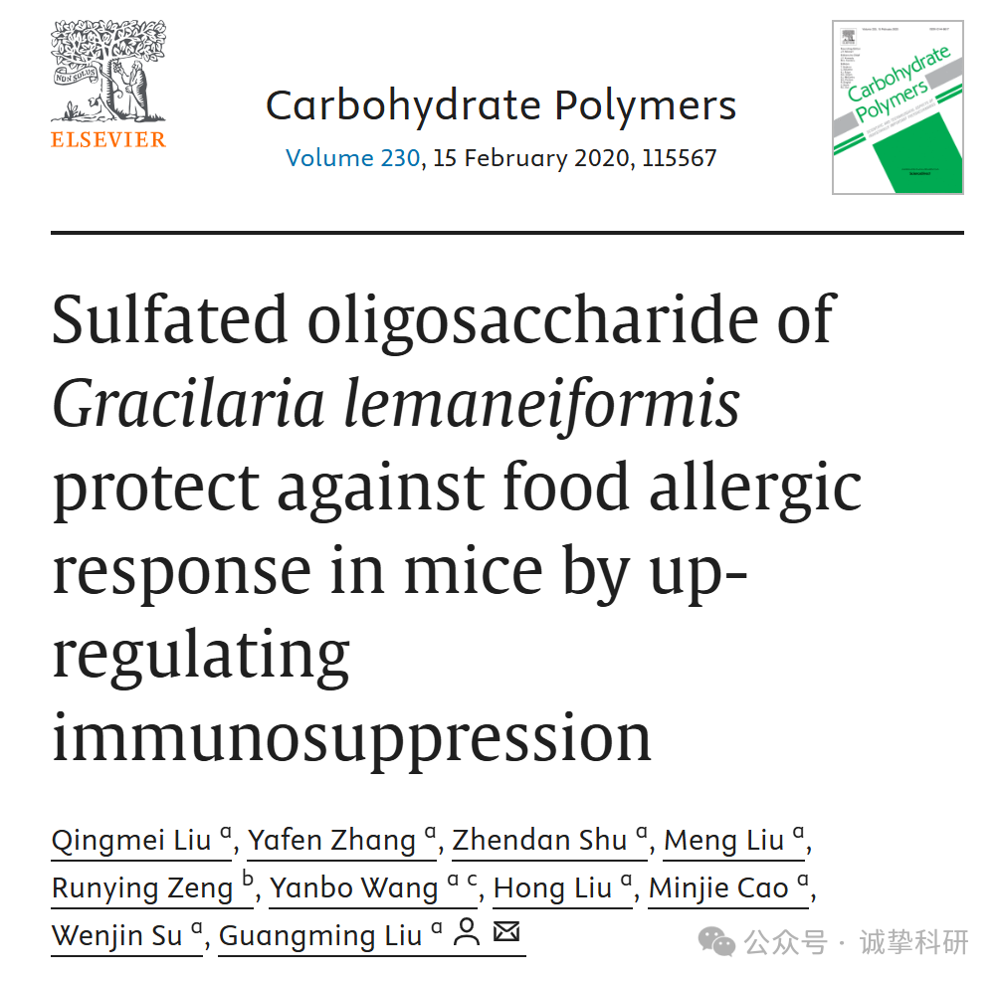 NON SOLUS
ELSEVIER
Carbohydrate Polymers
Volume 230, 15 February 2020, 115567
Carbohydrate
Polymers
Sulfated oligosaccharide of
Gracilaria lemaneiformis
protect against food allergic
response in mice by up-
regulating
immunosuppression
Qingmei Liu a, Yafen Zhang a, Zhendan Shu a, Meng Liu a,
Runying Zeng b, Yanbo Wang a c, Hong Liu a, Minjie Cao a,
Wenjin Su a, Guangming Liu a
公众号 · 诚挚科研